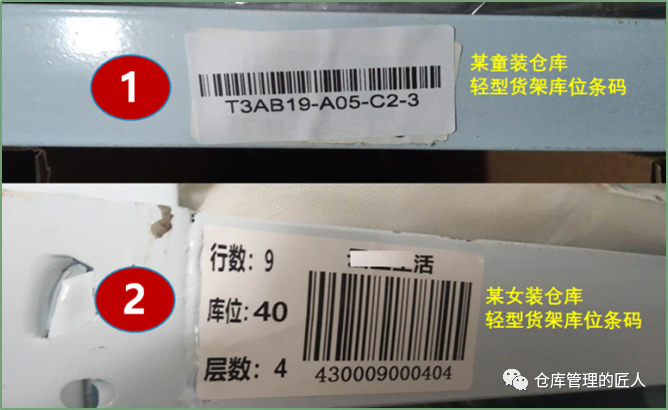 1
T3AB19-A05-C2-3
某童装仓库
轻型货架库位条码
2
行数: 9
库位: 40
层数: 4
生活
430009000404
某女装仓库
轻型货架库位条码
仓库管理的匠人